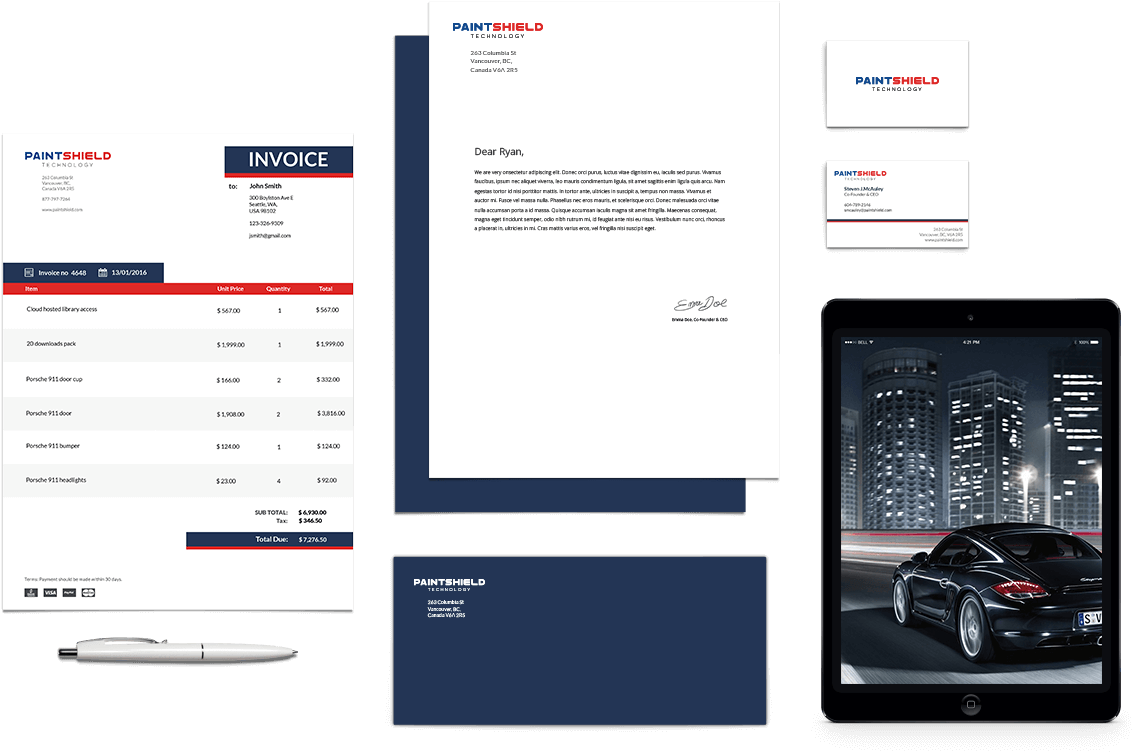 PAINTSHIELD
TECHNOLOGY
263 Columbia St
Vancouver, BC,
Canada V6A 2R5
877-797-7266
www.paintshield.com
INVOICE
to: John Smith
300 Boylston Ave E
Seattle, WA,
USA 98102
123-326-9309
jsmith@gmail.com
Invoice no 4648 13/01/2016
Item Unit Price Quantity Total
Cloud hosted library access $ 567.00 1 $ 567.00
20 downloads pack $ 1,999.00 1 $ 1,999.00
Porsche 911 door cup $ 166.00 2 $ 332.00
Porsche 911 door $ 1,908.00 2 $ 3,816.00
Porsche 911 bumper $ 124.00 1 $ 124.00
Porsche 911 headlights $ 23.00 4 $ 92.00
SUB TOTAL: $ 6,930.00
Tax: $ 346.50
Total Due: $ 7,276.50
Terms: Payment should be made within 30 days.
VISA
PAINTSHIELD
TECHNOLOGY
263 Columbia St
Vancouver, BC,
Canada V6A 2R5
Dear Ryan,
We are very onsectetur adipiscing elit. Donec orci purus, luctus vitae dignissim eu, iaculis sed purus. Vivamus
faucibus, ipsum nec aliquet viverra, leo mauris condimentum ligula, sit amet sagittis enim ligula quis arcu. Nam
egestas tortor id nisi porttitor mattis. In tortor ante, ultricies in suscipit a, tempus non massa. Vivamus et
auctor mi. Fusce vel massa nulla. Phasellus nec eros mauris, et scelerisque orci. Donec malesuada orci vitae
nulla accumsan porta a id massa. Quisque accumsan iaculis magna sit amet fringilla. Maecenas consequat,
magna eget tincidunt semper, odio nibh rutrum mi, id feugiat ante nisi eu risus. Vestibulum nunc orci, rhoncus
a placerat in, ultricies in mi. Cras mattis varius eros, vel fringilla nisi suscipit eget.
Emma Doe
Emma Doe, Co Founder & CEO
PAINTSHIELD
TECHNOLOGY
263 Columbia St
Vancouver, BC,
Canada V6A 2R5
PAINTSHIELD
TECHNOLOGY
PAINTSHIELD
TECHNOLOGY
Steven J.McAuley
Co-Founder & CEO
smcauley@paintshield.com
263 Columbia St
Vancouver, BC, V6A 2R5
www.paintshield.com
BELL 4:21 PM 100%